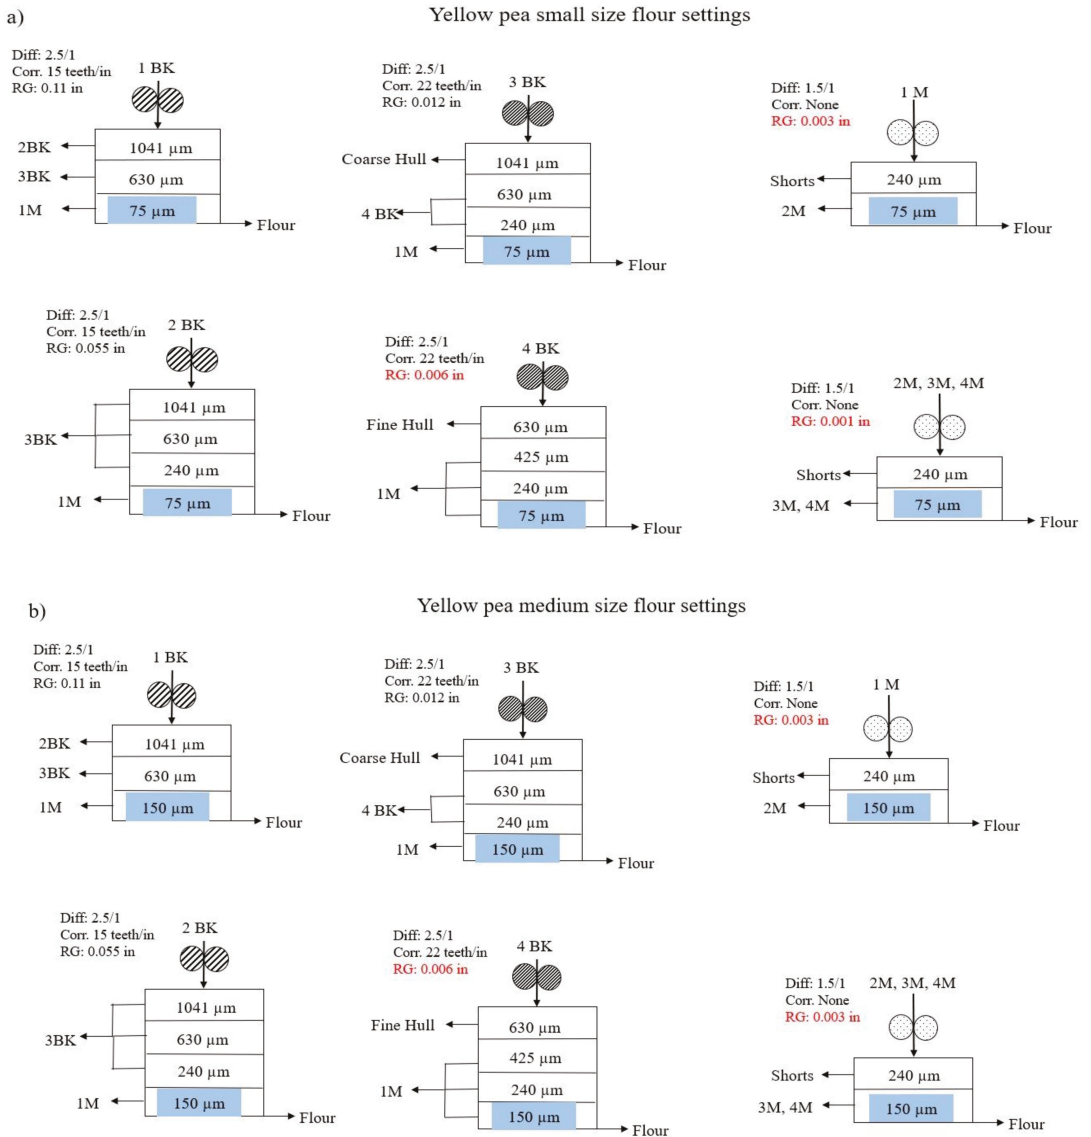 a)
Yellow pea small size flour settings
Diff: 2.5/1
Corr. 15 teeth/in
RG: 0.11 in
1 BK
2BK
3BK
1M
1041 µm
630 µm
75 µm
Flour
Diff: 2.5/1
Corr. 22 teeth/in
RG: 0.012 in
3 BK
Coarse Hull
4 BK
1M
1041 µm
630 µm
240 µm
75 µm
Flour
Diff: 1.5/1
Corr. None
RG: 0.003 in
1 M
Shorts
2M
240 µm
75 µm
Flour
Diff: 2.5/1
Corr. 15 teeth/in
RG: 0.055 in
2 BK
3BK
1M
1041 µm
630 µm
240 µm
75 µm
Flour
Diff: 2.5/1
Corr. 22 teeth/in
RG: 0.006 in
4 BK
Fine Hull
1M
630 µm
425 µm
240 µm
75 µm
Flour
Diff: 1.5/1
Corr. None
RG: 0.001 in
2M, 3M, 4M
Shorts
3M, 4M
240 µm
75 µm
Flour
b)
Yellow pea medium size flour settings
Diff: 2.5/1
Corr. 15 teeth/in
RG: 0.11 in
1 BK
2BK
3BK
1M
1041 µm
630 µm
150 µm
Flour
Diff: 2.5/1
Corr. 22 teeth/in
RG: 0.012 in
3 BK
Coarse Hull
4 BK
1M
1041 µm
630 µm
240 µm
150 µm
Flour
Diff: 1.5/1
Corr. None
RG: 0.003 in
1 M
Shorts
2M
240 µm
150 µm
Flour
Diff: 2.5/1
Corr. 15 teeth/in
RG: 0.055 in
2 BK
3BK
1M
1041 µm
630 µm
240 µm
150 µm
Flour
Diff: 2.5/1
Corr. 22 teeth/in
RG: 0.006 in
4 BK
Fine Hull
1M
630 µm
425 µm
240 µm
150 µm
Flour
Diff: 1.5/1
Corr. None
RG: 0.003 in
2M, 3M, 4M
Shorts
3M, 4M
240 µm
150 µm
Flour